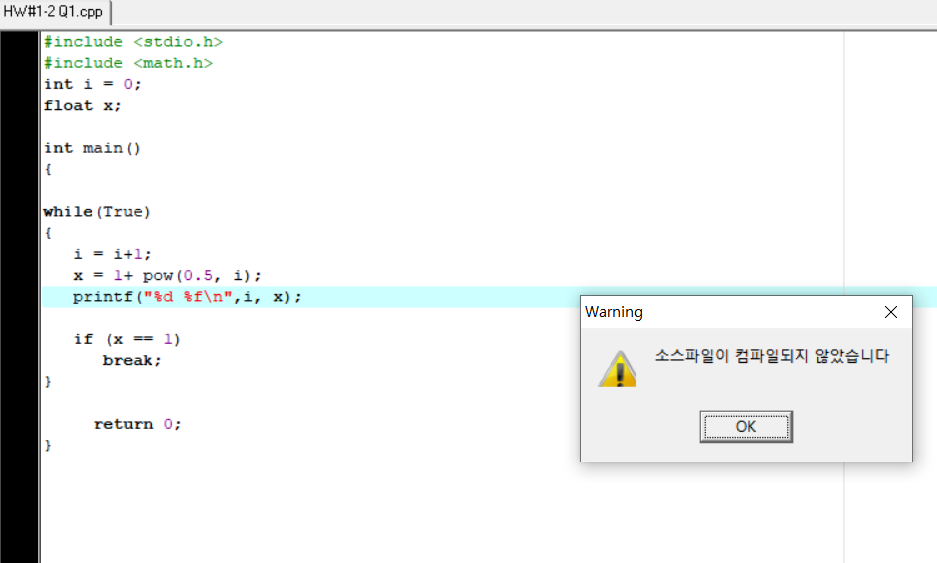 HW#1-2 Q1.cpp
#include <stdio.h>
#include <math.h>
int i = 0;
float x;
int main()
{
while(True)
{
i = i+1;
x = 1+ pow(0.5, i);
printf("%d %f\n",i, x);
if (x == 1)
break;
}
return 0;
}
Warning
소스파일이 컴파일되지 않았습니다
OK